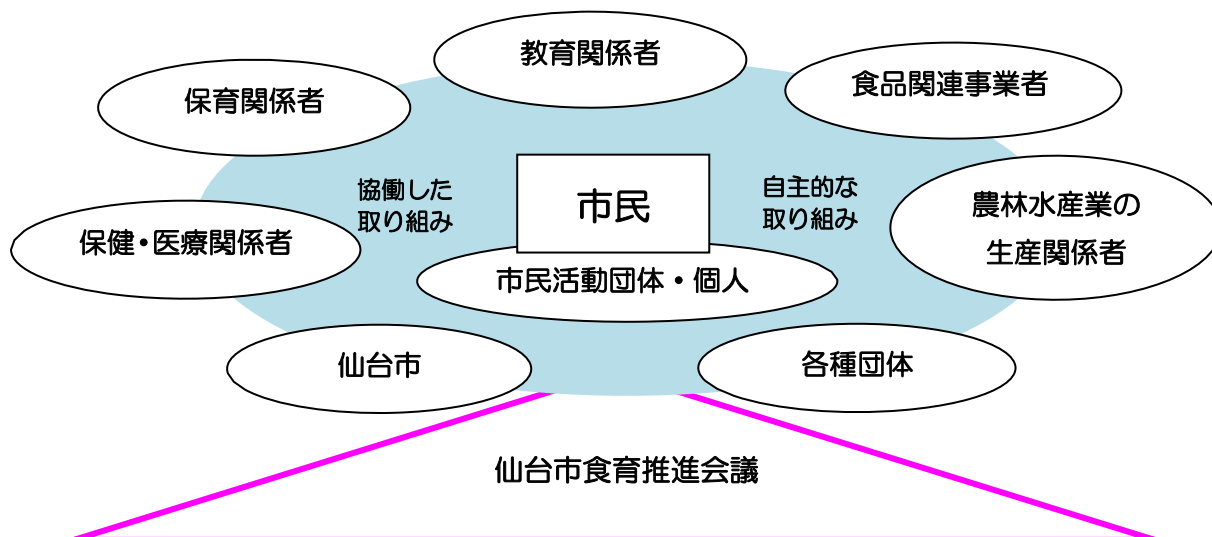 教育関係者
食品関連事業者
保育関係者
協働した
取り組み
市民
自主的な
取り組み
農林水産業の
生産関係者
保健・医療関係者
市民活動団体・個人
仙台市
各種団体
仙台市食育推進会議